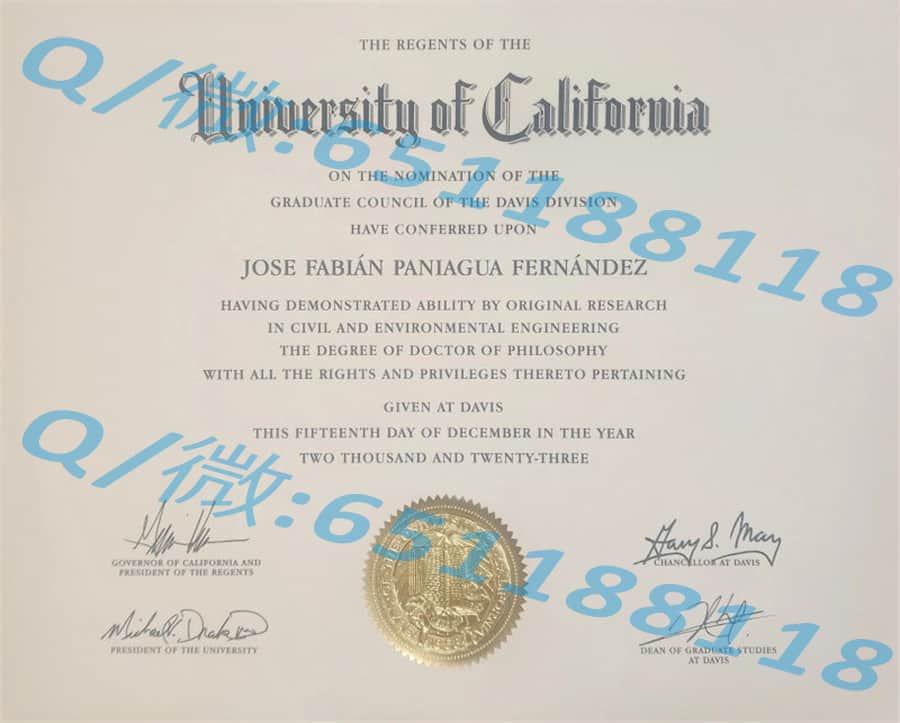 THE REGENTS OF THE
University of California
ON THE NOMINATION OF THE
GRADUATE COUNCIL OF THE DAVIS DIVISION
HAVE CONFERRED UPON
JOSE FABIÁN PANIAGUA FERNÁNDEZ
HAVING DEMONSTRATED ABILITY BY ORIGINAL RESEARCH
IN CIVIL AND ENVIRONMENTAL ENGINEERING
THE DEGREE OF DOCTOR OF PHILOSOPHY
WITH ALL THE RIGHTS AND PRIVILEGES THERETO PERTAINING
GIVEN AT DAVIS
THIS FIFTEENTH DAY OF DECEMBER IN THE YEAR
TWO THOUSAND AND TWENTY-THREE
GOVERNOR OF CALIFORNIA AND
PRESIDENT OF THE REGENTS
Gary S. May
CHANCELLOR AT DAVIS
Michael V. Drake
PRESIDENT OF THE UNIVERSITY
DEAN OF GRADUATE STUDIES
AT DAVIS
Q/微:651188118
Q/微:651188118